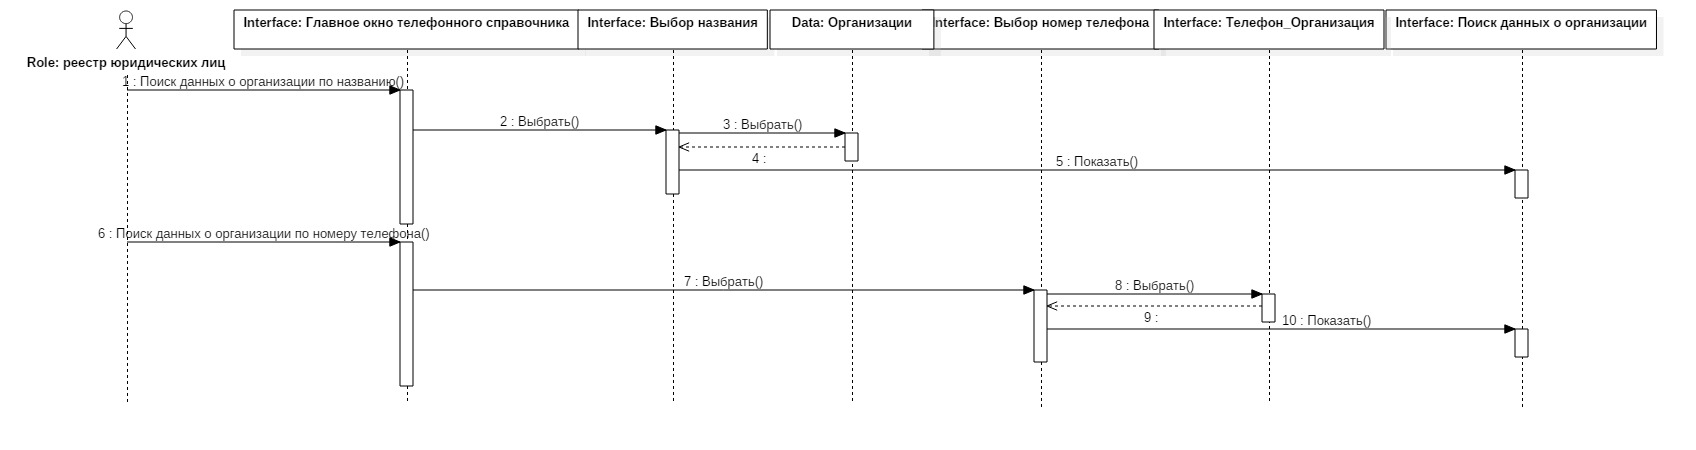 Interface: Главное окно телефонного справочника
Interface: Выбор названия
Data: Организации
nterface: Выбор номер телефона
Interface: Телефон_Организация
Interface: Поиск данных о организации
Role: реестр юридических лиц
1 : Поиск данных о организации по названию()
2 : Выбрать()
3 : Выбрать()
4 :
5 : Показать()
6 : Поиск данных о организации по номеру телефона()
7 : Выбрать()
8 : Выбрать()
9 :
10 : Показать()